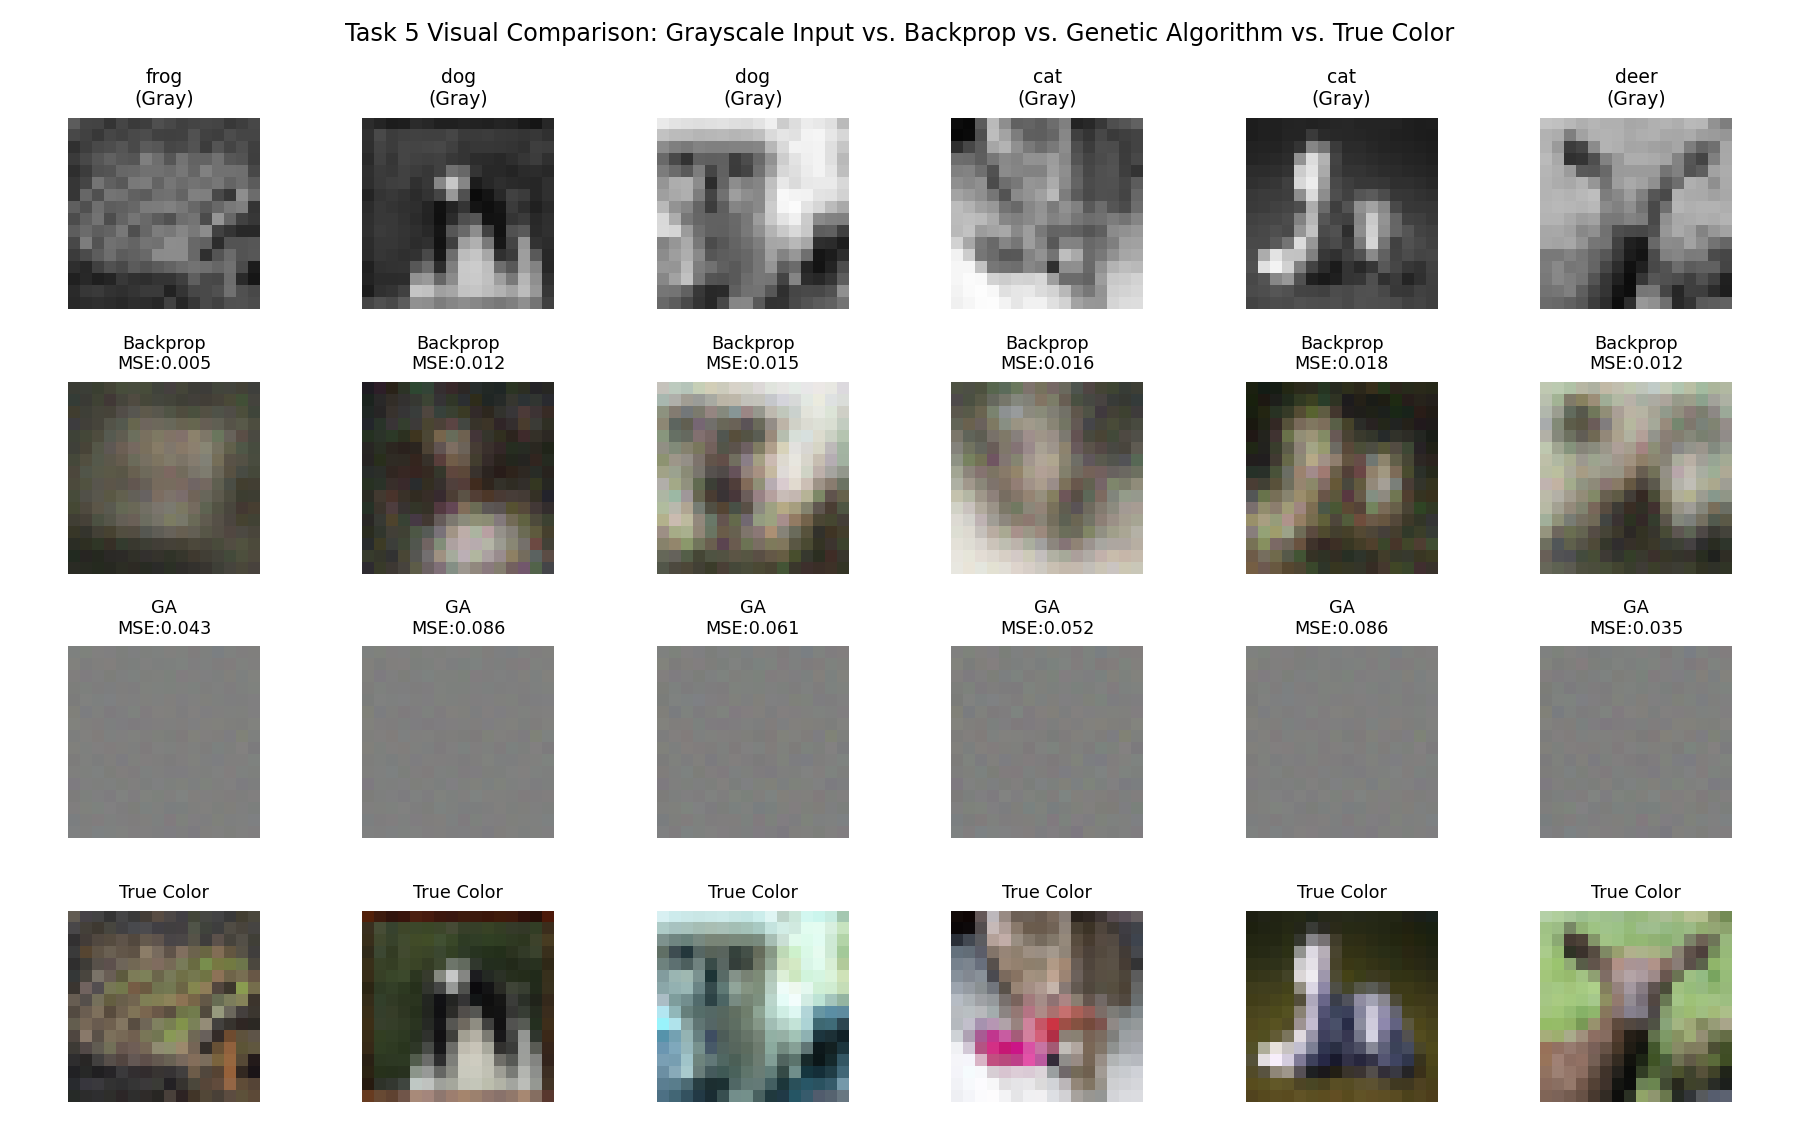 Task 5 Visual Comparison: Grayscale Input vs. Backprop vs. Genetic Algorithm vs. True Color
frog
(Gray)
dog
(Gray)
dog
(Gray)
cat
(Gray)
cat
(Gray)
deer
(Gray)
Backprop
MSE:0.005
Backprop
MSE:0.012
Backprop
MSE:0.015
Backprop
MSE:0.016
Backprop
MSE:0.018
Backprop
MSE:0.012
GA
MSE:0.043
GA
MSE:0.086
GA
MSE:0.061
GA
MSE:0.052
GA
MSE:0.086
GA
MSE:0.035
True Color
True Color
True Color
True Color
True Color
True Color